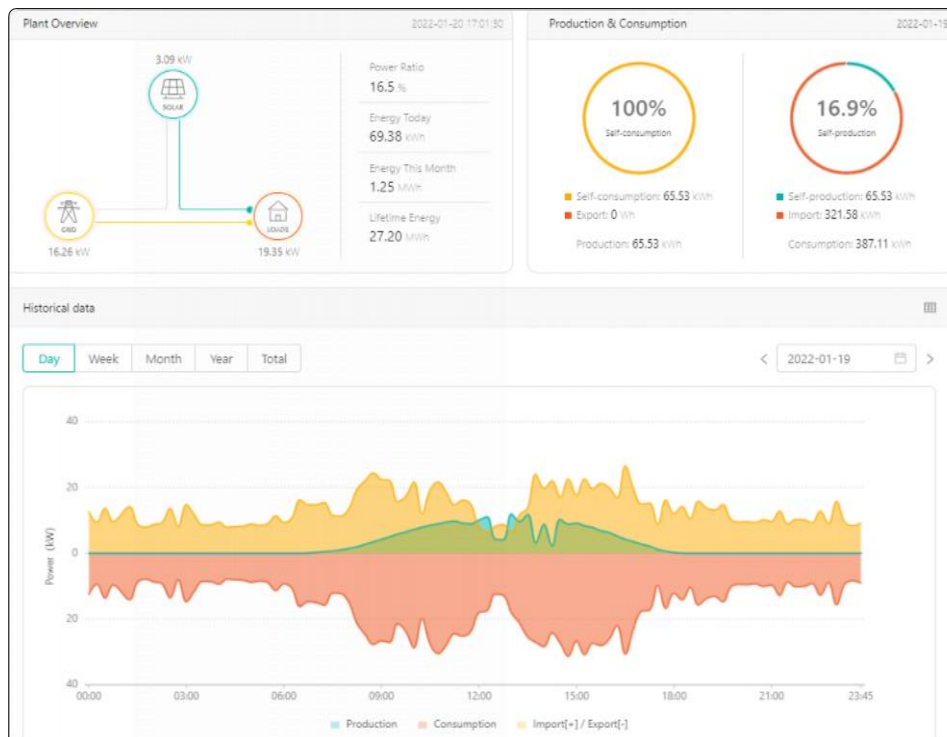 Plant Overview
2022-01-20 17:01:30
3.09 kW
SOLAR
GRID
LOADS
16.26 kW
19.35 kW
Power Ratio
16.5 %
Energy Today
69.38 kWh
Energy This Month
1.25 MWh
Lifetime Energy
27.20 MWh
Production & Consumption
2022-01-19
100%
Self-consumption
Self-consumption: 65.53 kWh
Export: 0 Wh
Production: 65.53 kWh
16.9%
Self-production
Self-production: 65.53 kWh
Import: 321.58 kWh
Consumption: 387.11 kWh
Historical data
Day Week Month Year Total
< 2022-01-19 >
Power (kW)
40
20
0
20
40
00:00 03:00 06:00 09:00 12:00 15:00 18:00 21:00 23:45
Production Consumption Import[+] / Export[-]